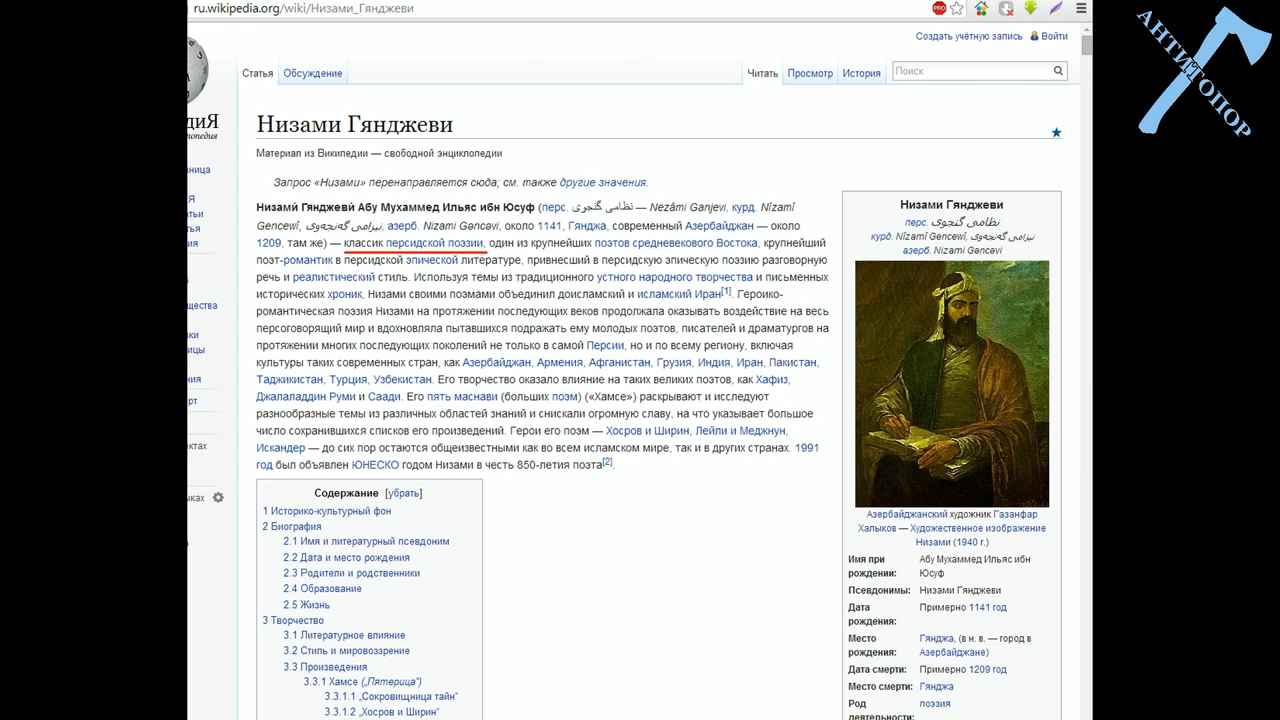 ru.wikipedia.org/wiki/Низами_Гянджеви
АНТИТОПОР
Создать учётную запись Войти
Статья Обсуждение Читать Просмотр История Поиск
диЯ
лопедия
Низами Гянджеви
Материал из Википедии — свободной энциклопедии
Запрос «Низами» перенаправляется сюда; см. также другие значения.
Низами́ Гянджеви́ Абу Мухаммед Ильяс ибн Юсуф (перс. نظامی گنجوی — Nezâmi Ganjevi, курд. Nîzamî
Gencewî, نیزامی گەنجەوی, азерб. Nizami Gəncəvi, около 1141, Гянджа, современный Азербайджан — около
1209, там же) — классик персидской поэзии, один из крупнейших поэтов средневекового Востока, крупнейший
поэт-романтик в персидской эпической литературе, привнесший в персидскую эпическую поэзию разговорную
речь и реалистический стиль. Используя темы из традиционного устного народного творчества и письменных
исторических хроник, Низами своими поэмами объединил доисламский и исламский Иран[1]. Героико-
романтическая поэзия Низами на протяжении последующих веков продолжала оказывать воздействие на весь
персоговорящий мир и вдохновляла пытавшихся подражать ему молодых поэтов, писателей и драматургов на
протяжении многих последующих поколений не только в самой Персии, но и по всему региону, включая
культуры таких современных стран, как Азербайджан, Армения, Афганистан, Грузия, Индия, Иран, Пакистан,
Таджикистан, Турция, Узбекистан. Его творчество оказало влияние на таких великих поэтов, как Хафиз,
Джалаладдин Руми и Саади. Его пять маснави (больших поэм) («Хамсе») раскрывают и исследуют
разнообразные темы из различных областей знаний и снискали огромную славу, на что указывает большое
число сохранившихся списков его произведений. Герои его поэм — Хосров и Ширин, Лейли и Меджнун,
Искандер — до сих пор остаются общеизвестными как во всем исламском мире, так и в других странах. 1991
год был объявлен ЮНЕСКО годом Низами в честь 850-летия поэта[2].
Содержание [убрать]
1 Историко-культурный фон
2 Биография
2.1 Имя и литературный псевдоним
2.2 Дата и место рождения
2.3 Родители и родственники
2.4 Образование
2.5 Жизнь
3 Творчество
3.1 Литературное влияние
3.2 Стиль и мировоззрение
3.3 Произведения
3.3.1 Хамсе („Пятерица“)
3.3.1.1 „Сокровищница тайн“
3.3.1.2 „Хосров и Ширин“
Низами Гянджеви
перс. نظامی گنجوی
курд. Nîzamî Gencewî, نیزامی گەنجەوی
азерб. Nizami Gəncəvi
Азербайджанский художник Газанфар
Халыков — Художественное изображение
Низами (1940 г.)
Имя при рождении: Абу Мухаммед Ильяс ибн Юсуф
Псевдонимы: Низами Гянджеви
Дата рождения: Примерно 1141 год
Место рождения: Гянджа, (в н. в. — город в Азербайджане)
Дата смерти: Примерно 1209 год
Место смерти: Гянджа
Род деятельности: поэзия